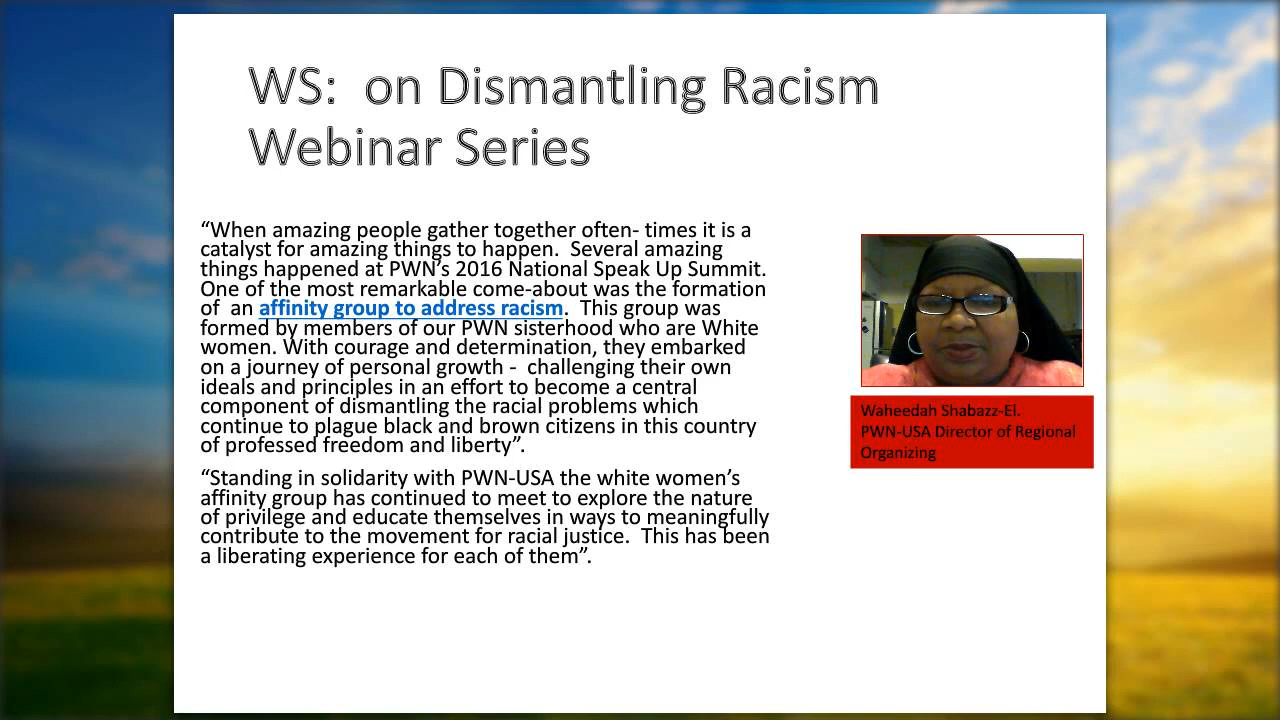 WS:  on Dismantling Racism
Webinar Series
“When amazing people gather together often- times it is a
catalyst for amazing things to happen.  Several amazing
things happened at PWN’s 2016 National Speak Up Summit.
One of the most remarkable come-about was the formation
of  an affinity group to address racism.  This group was
formed by members of our PWN sisterhood who are White
women. With courage and determination, they embarked
on a journey of personal growth -  challenging their own
ideals and principles in an effort to become a central
component of dismantling the racial problems which
continue to plague black and brown citizens in this country
of professed freedom and liberty”.
“Standing in solidarity with PWN-USA the white women’s
affinity group has continued to meet to explore the nature
of privilege and educate themselves in ways to meaningfully
contribute to the movement for racial justice.  This has been
a liberating experience for each of them”.
Waheedah Shabazz-El.
PWN-USA Director of Regional
Organizing